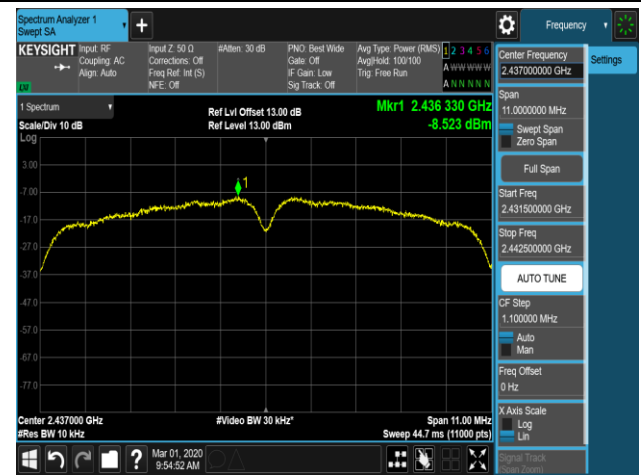 Spectrum Analyzer 1
Swept SA
Frequency
KEYSIGHT
Input: RF
Coupling: AC
Align: Auto
Input Z: 50 Ω
Corrections: Off
Freq Ref: Int (S)
NFE: Off
#Atten: 30 dB
PNO: Best Wide
Gate: Off
IF Gain: Low
Sig Track: Off
Avg Type: Power (RMS)
Avg|Hold: 100/100
Trig: Free Run
1 2 3 4 5 6
A W W W W W
A N N N N N
1 Spectrum
Scale/Div 10 dB
Log
Ref Lvl Offset 13.00 dB
Ref Level 13.00 dBm
Mkr1 2.436 330 GHz
-8.523 dBm
1
3.00
-7.00
-17.0
-27.0
-37.0
-47.0
-57.0
-67.0
-77.0
Center 2.437000 GHz
#Res BW 10 kHz
#Video BW 30 kHz*
Span 11.00 MHz
Sweep 44.7 ms (11000 pts)
Mar 01, 2020
9:54:52 AM
Center Frequency
2.437000000 GHz
Settings
Span
11.0000000 MHz
Swept Span
Zero Span
Full Span
Start Freq
2.431500000 GHz
Stop Freq
2.442500000 GHz
AUTO TUNE
CF Step
1.100000 MHz
Auto
Man
Freq Offset
0 Hz
X Axis Scale
Log
Lin
Signal Track
(Span Zoom)